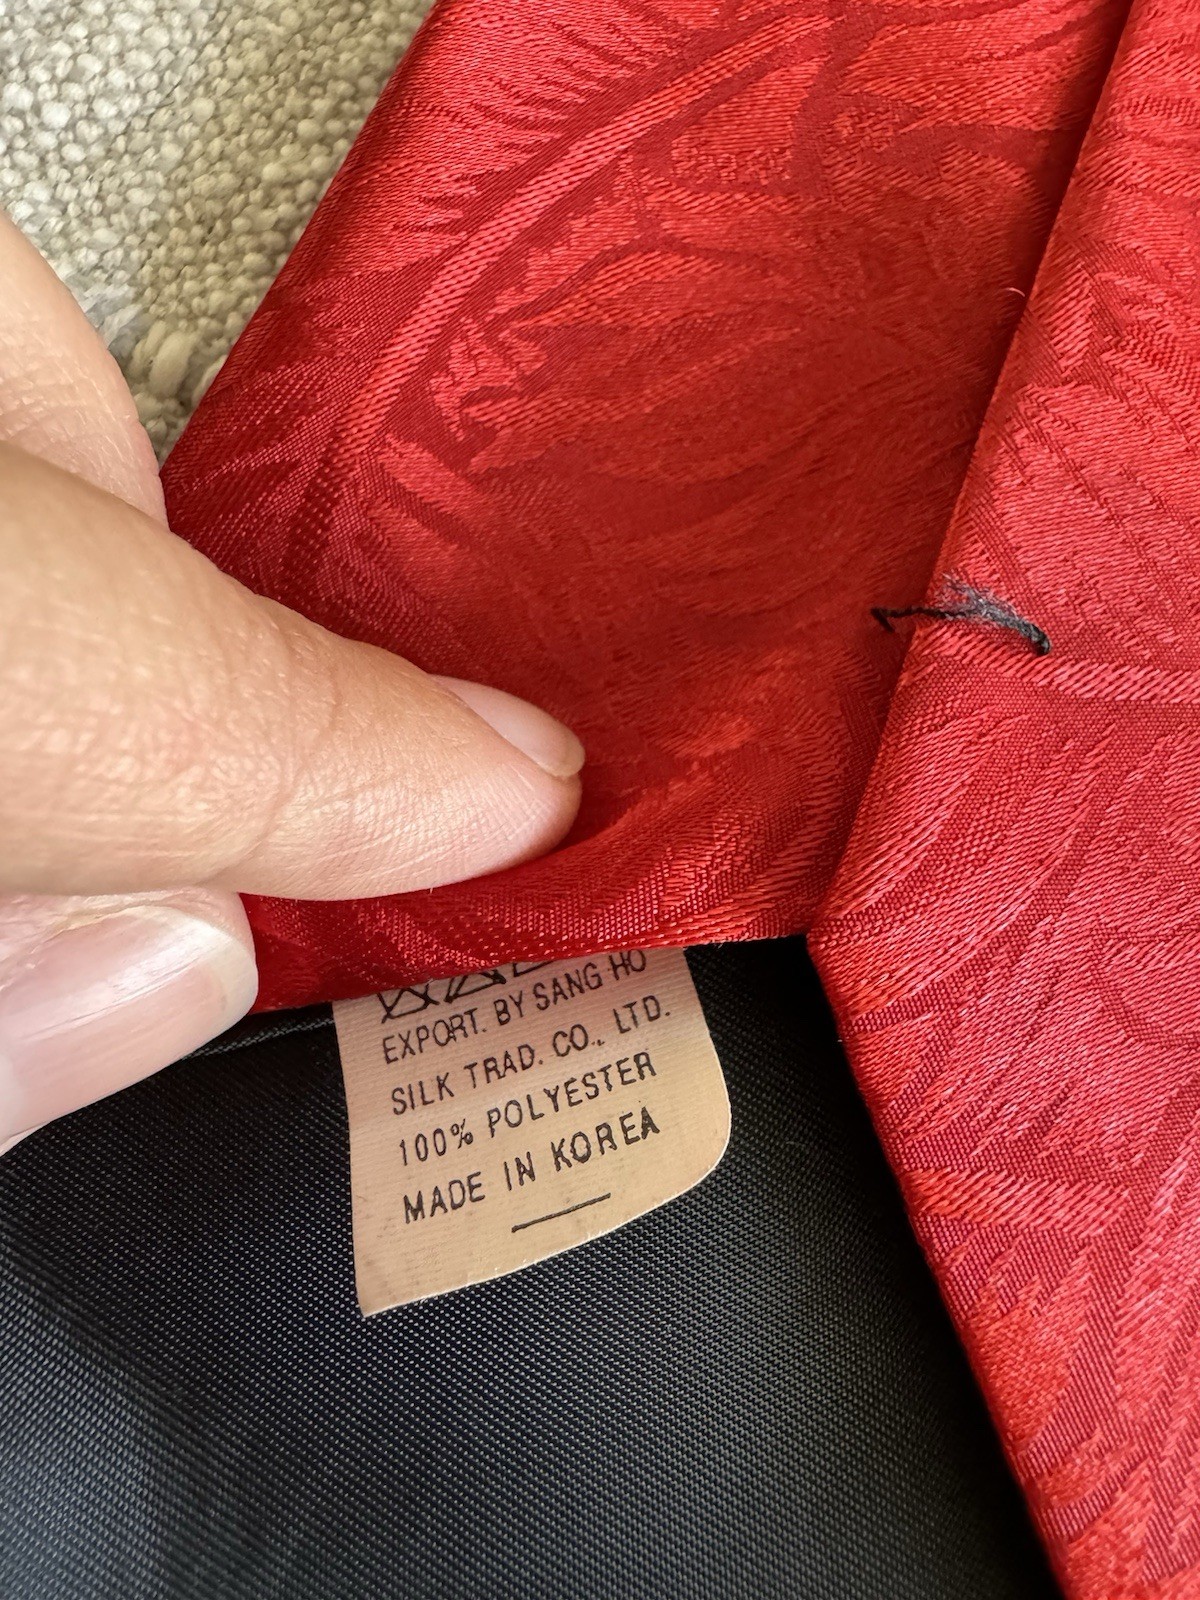 EXPORT. BY SANG HO
SILK TRAD. CO., LTD.
100% POLYESTER
MADE IN KOREA